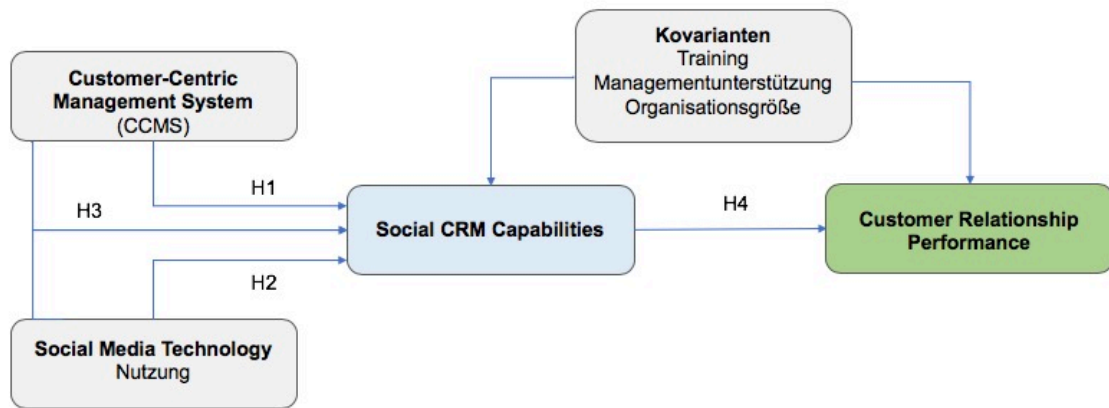 Kovarianten
Training
Managementunterstützung
Organisationsgröße
Customer-Centric
Management System
(CCMS)
H1
H3
H2
Social CRM Capabilities
H4
Customer Relationship
Performance
Social Media Technology
Nutzung